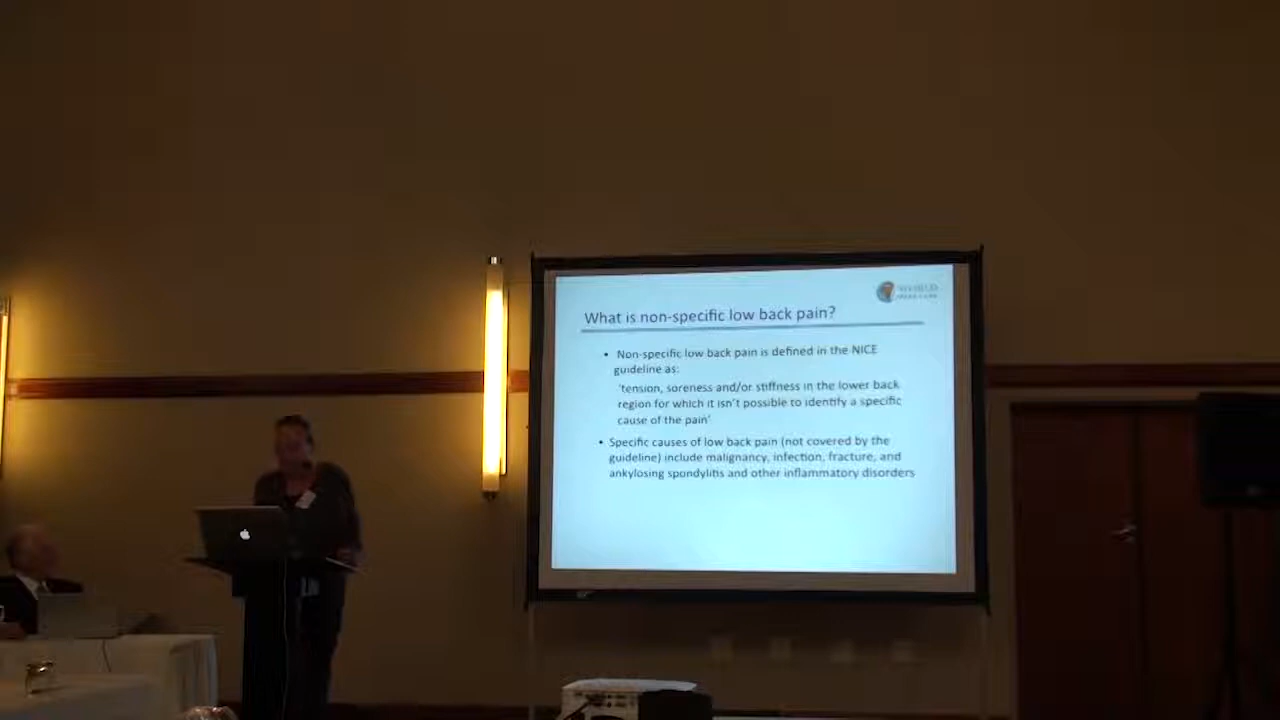 WORLD
What is non-specific low back pain?
• Non-specific low back pain is defined in the NICE
guideline as:
'tension, soreness and/or stiffness in the lower back
region for which it isn't possible to identify a specific
cause of the pain'
• Specific causes of low back pain (not covered by the
guideline) include malignancy, infection, fracture, and
ankylosing spondylitis and other inflammatory disorders